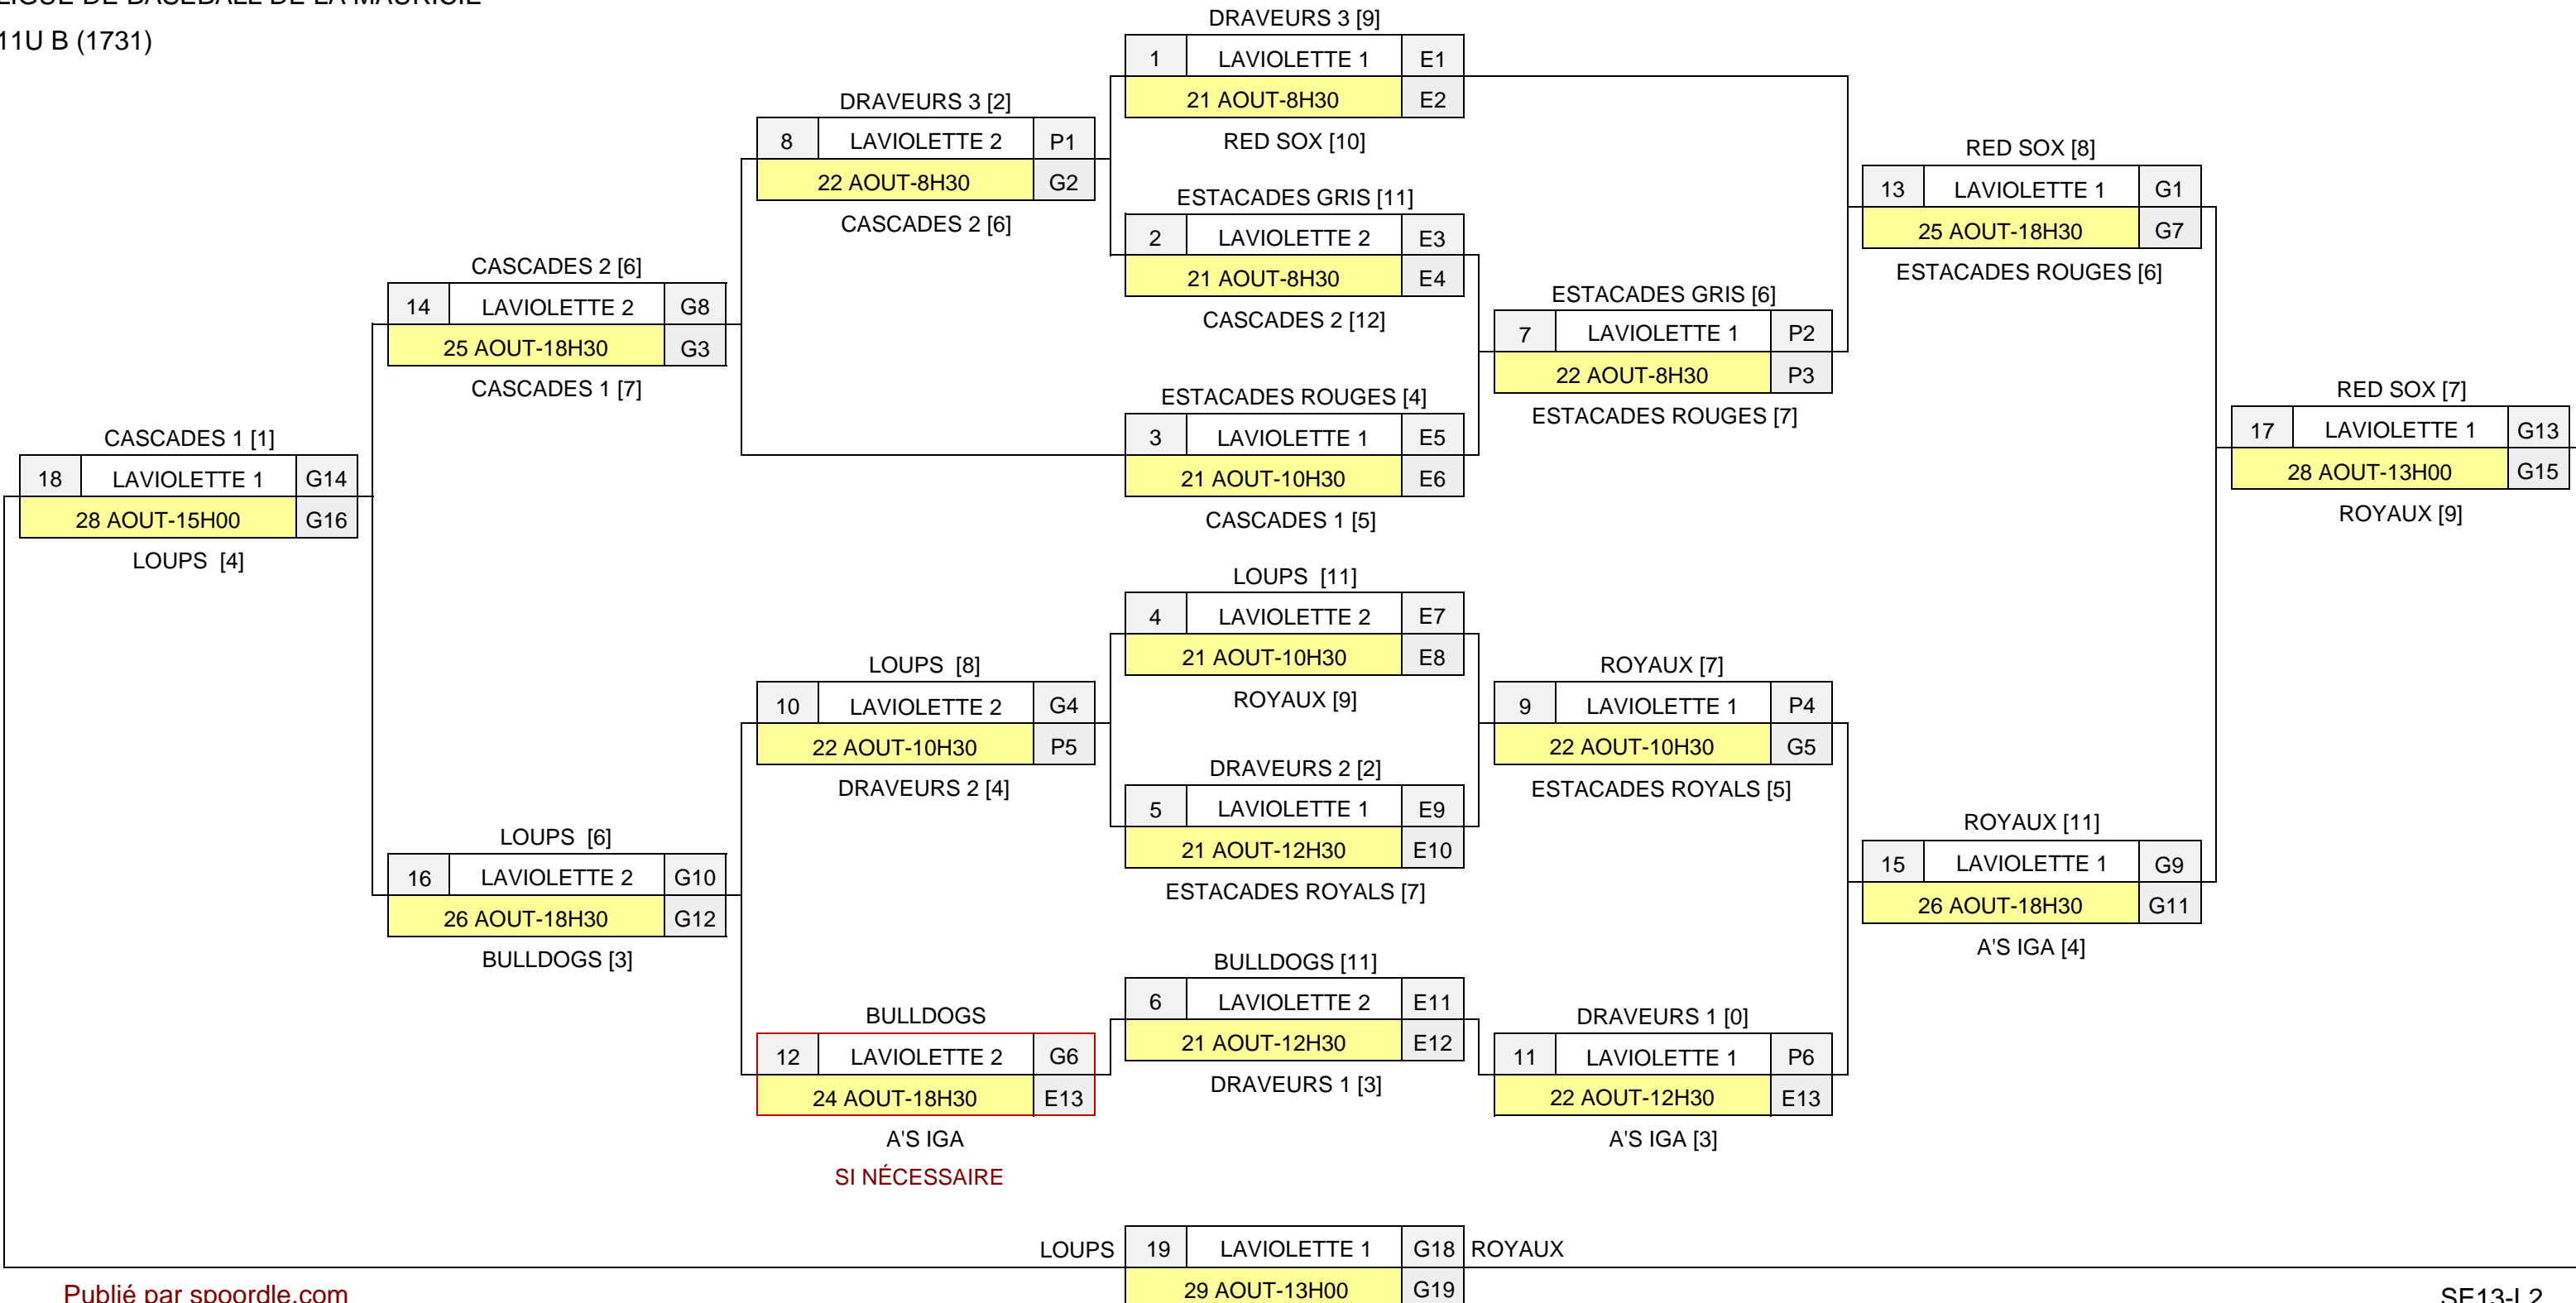 LIGUE DE BASEBALL DE LA MAURICIE
11U B (1731)
DRAVEURS 3 [9]
1 LAVIOLETTE 1 E1
21 AOUT-8H30 E2
RED SOX [10]
DRAVEURS 3 [2]
8 LAVIOLETTE 2 P1
22 AOUT-8H30 G2
CASCADES 2 [6]
ESTACADES GRIS [11]
2 LAVIOLETTE 2 E3
21 AOUT-8H30 E4
CASCADES 2 [12]
RED SOX [8]
13 LAVIOLETTE 1 G1
25 AOUT-18H30 G7
ESTACADES ROUGES [6]
CASCADES 2 [6]
14 LAVIOLETTE 2 G8
25 AOUT-18H30 G3
CASCADES 1 [7]
ESTACADES GRIS [6]
7 LAVIOLETTE 1 P2
22 AOUT-8H30 P3
ESTACADES ROUGES [7]
ESTACADES ROUGES [4]
3 LAVIOLETTE 1 E5
21 AOUT-10H30 E6
CASCADES 1 [5]
RED SOX [7]
17 LAVIOLETTE 1 G13
28 AOUT-13H00 G15
ROYAUX [9]
CASCADES 1 [1]
18 LAVIOLETTE 1 G14
28 AOUT-15H00 G16
LOUPS [4]
LOUPS [11]
4 LAVIOLETTE 2 E7
21 AOUT-10H30 E8
ROYAUX [9]
LOUPS [8]
10 LAVIOLETTE 2 G4
22 AOUT-10H30 P5
DRAVEURS 2 [4]
ROYAUX [7]
9 LAVIOLETTE 1 P4
22 AOUT-10H30 G5
ESTACADES ROYALS [5]
DRAVEURS 2 [2]
5 LAVIOLETTE 1 E9
21 AOUT-12H30 E10
ESTACADES ROYALS [7]
LOUPS [6]
16 LAVIOLETTE 2 G10
26 AOUT-18H30 G12
BULLDOGS [3]
ROYAUX [11]
15 LAVIOLETTE 1 G9
26 AOUT-18H30 G11
A'S IGA [4]
BULLDOGS [11]
6 LAVIOLETTE 2 E11
21 AOUT-12H30 E12
DRAVEURS 1 [3]
BULLDOGS
12 LAVIOLETTE 2 G6
24 AOUT-18H30 E13
A'S IGA
SI NÉCESSAIRE
DRAVEURS 1 [0]
11 LAVIOLETTE 1 P6
22 AOUT-12H30 E13
A'S IGA [3]
LOUPS 19 LAVIOLETTE 1 G18 ROYAUX
29 AOUT-13H00 G19
Publié par spoordle.com
SE13-L2